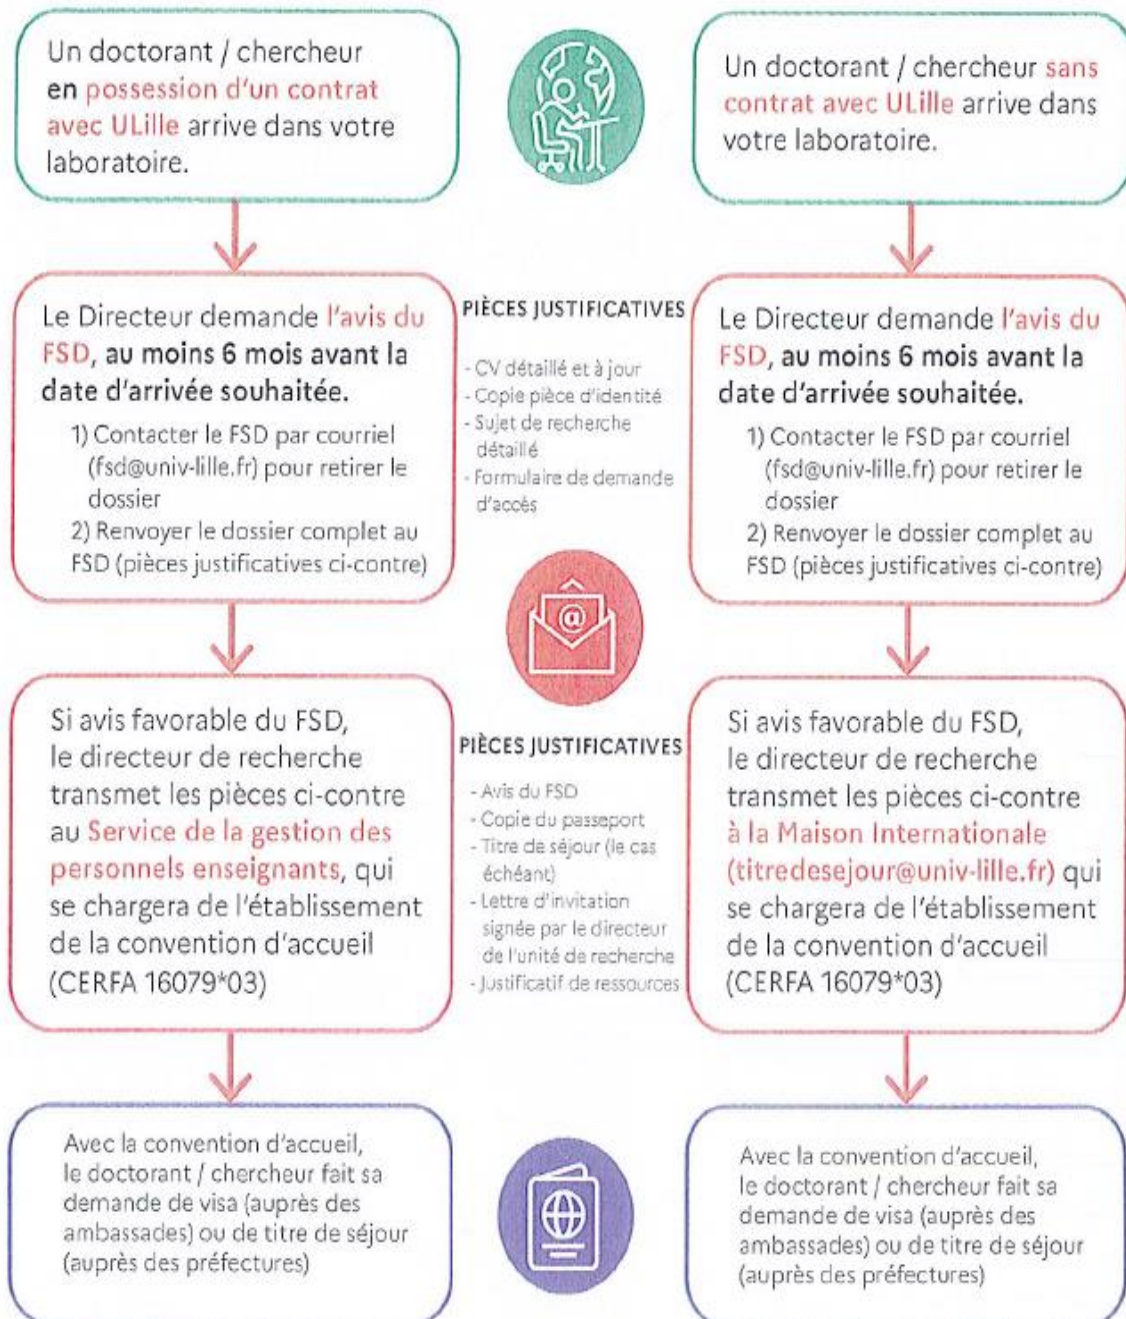 Un doctorant / chercheur
en possession d'un contrat
avec ULille arrive dans votre
laboratoire.
Un doctorant / chercheur sans
contrat avec ULille arrive dans
votre laboratoire.
Le Directeur demande l'avis du
FSD, au moins 6 mois avant la
date d'arrivée souhaitée.
1) Contacter le FSD par courriel
(fsd@univ-lille.fr) pour retirer le
dossier
2) Renvoyer le dossier complet au
FSD (pièces justificatives ci-contre)
PIÈCES JUSTIFICATIVES
- CV détaillé et à jour
- Copie pièce d'identité
- Sujet de recherche
détaillé
- Formulaire de demande
d'accès
Le Directeur demande l'avis du
FSD, au moins 6 mois avant la
date d'arrivée souhaitée.
1) Contacter le FSD par courriel
(fsd@univ-lille.fr) pour retirer le
dossier
2) Renvoyer le dossier complet au
FSD (pièces justificatives ci-contre)
@
Si avis favorable du FSD,
le directeur de recherche
transmet les pièces ci-contre
au Service de la gestion des
personnels enseignants, qui
se chargera de l'établissement
de la convention d'accueil
(CERFA 16079*03)
PIÈCES JUSTIFICATIVES
- Avis du FSD
- Copie du passeport
- Titre de séjour (le cas
échéant)
- Lettre d'invitation
signée par le directeur
de l'unité de recherche
- Justificatif de ressources
Si avis favorable du FSD,
le directeur de recherche
transmet les pièces ci-contre
à la Maison Internationale
(titredesejour@univ-lille.fr) qui
se chargera de l'établissement
de la convention d'accueil
(CERFA 16079*03)
Avec la convention d'accueil,
le doctorant / chercheur fait sa
demande de visa (auprès des
ambassades) ou de titre de séjour
(auprès des préfectures)
Avec la convention d'accueil,
le doctorant / chercheur fait sa
demande de visa (auprès des
ambassades) ou de titre de séjour
(auprès des préfectures)